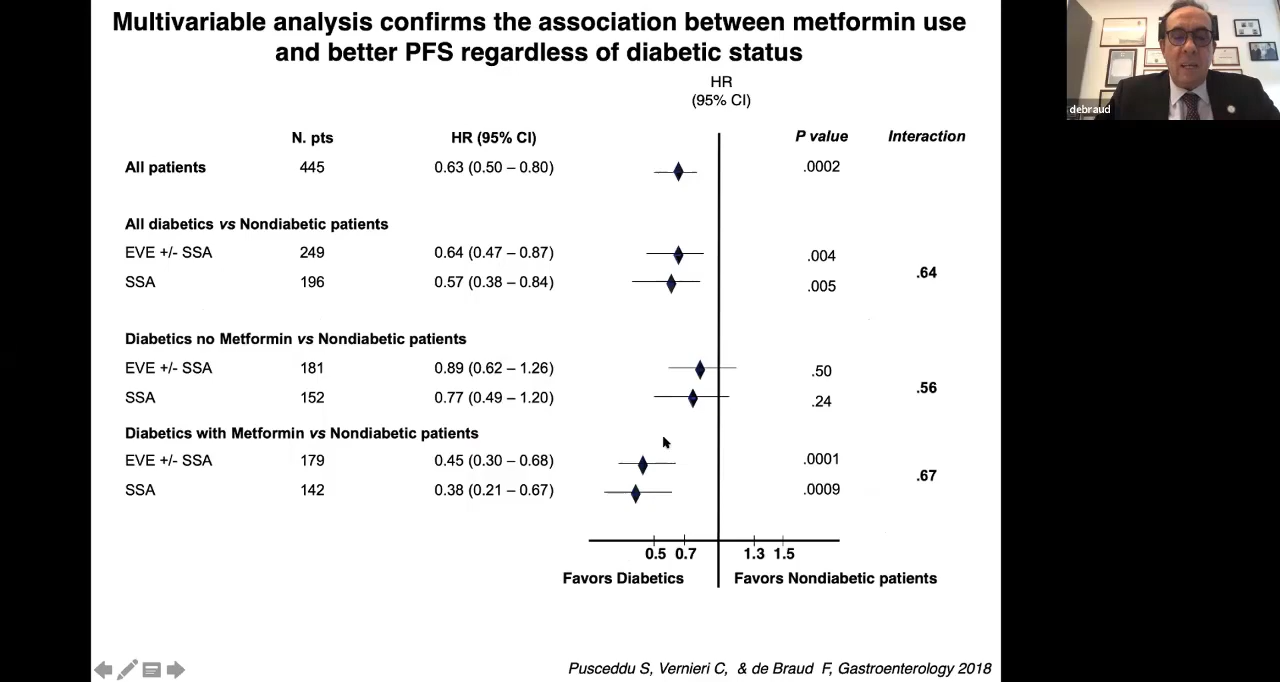 Multivariable analysis confirms the association between metformin use
and better PFS regardless of diabetic status
HR
(95% CI)
N. pts HR (95% CI) P value Interaction
All patients 445 0.63 (0.50 – 0.80) .0002
All diabetics vs Nondiabetic patients
EVE +/- SSA 249 0.64 (0.47 – 0.87) .004
.64
SSA 196 0.57 (0.38 – 0.84) .005
Diabetics no Metformin vs Nondiabetic patients
EVE +/- SSA 181 0.89 (0.62 – 1.26) .50
.56
SSA 152 0.77 (0.49 – 1.20) .24
Diabetics with Metformin vs Nondiabetic patients
EVE +/- SSA 179 0.45 (0.30 – 0.68) .0001
.67
SSA 142 0.38 (0.21 – 0.67) .0009
0.5 0.7 1.3 1.5
Favors Diabetics Favors Nondiabetic patients
Pusceddu S, Vernieri C, & de Braud F, Gastroenterology 2018
debraud